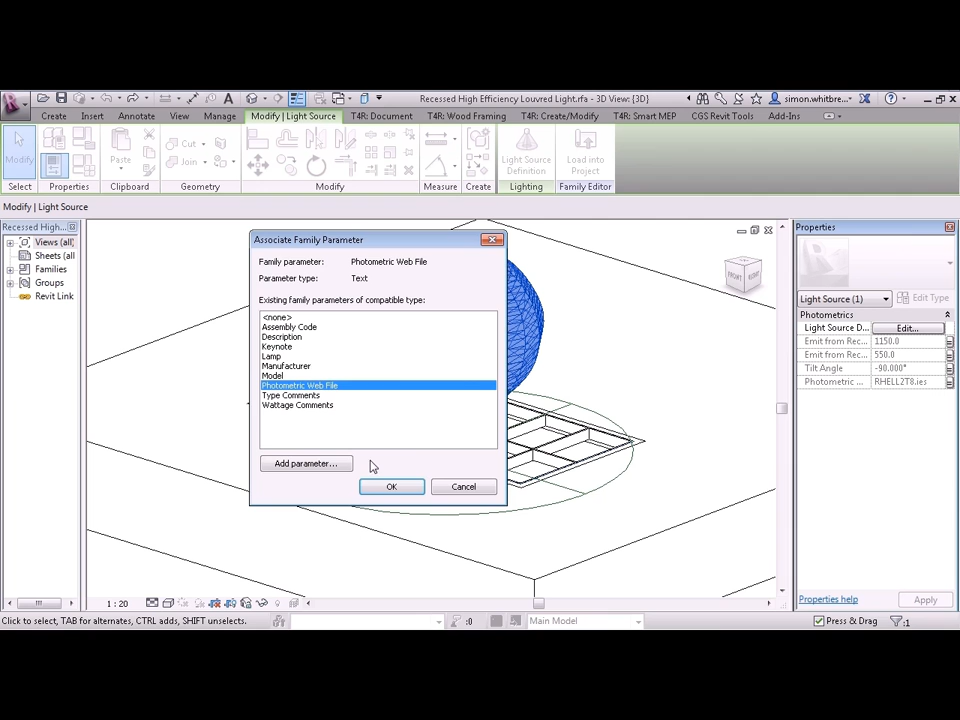 Recessed High Efficiency Louvred Light.rfa - 3D View: {3D}
simon.whitbre...
Create Insert Annotate View Manage Modify | Light Source T4R: Document T4R: Wood Framing T4R: Create/Modify T4R: Smart MEP CGS Revit Tools Add-Ins
Modify
Paste
Cut
Join
Light Source
Definition
Load into
Project
Select Properties Clipboard Geometry Modify Measure Create Lighting Family Editor
Modify | Light Source
Recessed High...
Views (all)
Sheets (all
Families
Groups
Revit Link
Associate Family Parameter
Family parameter: Photometric Web File
Parameter type: Text
Existing family parameters of compatible type:
<none>
Assembly Code
Description
Keynote
Lamp
Manufacturer
Model
Photometric Web File
Type Comments
Wattage Comments
Add parameter...
OK Cancel
FRONT RIGHT
Properties
Light Source (1) Edit Type
Photometrics
Light Source D... Edit...
Emit from Rec... 1150.0
Emit from Rec... 550.0
Tilt Angle -90.000°
Photometric ... RHELL2T8.ies
Properties help Apply
1 : 20
Click to select, TAB for alternates, CTRL adds, SHIFT unselects. :0 Main Model Press & Drag :1